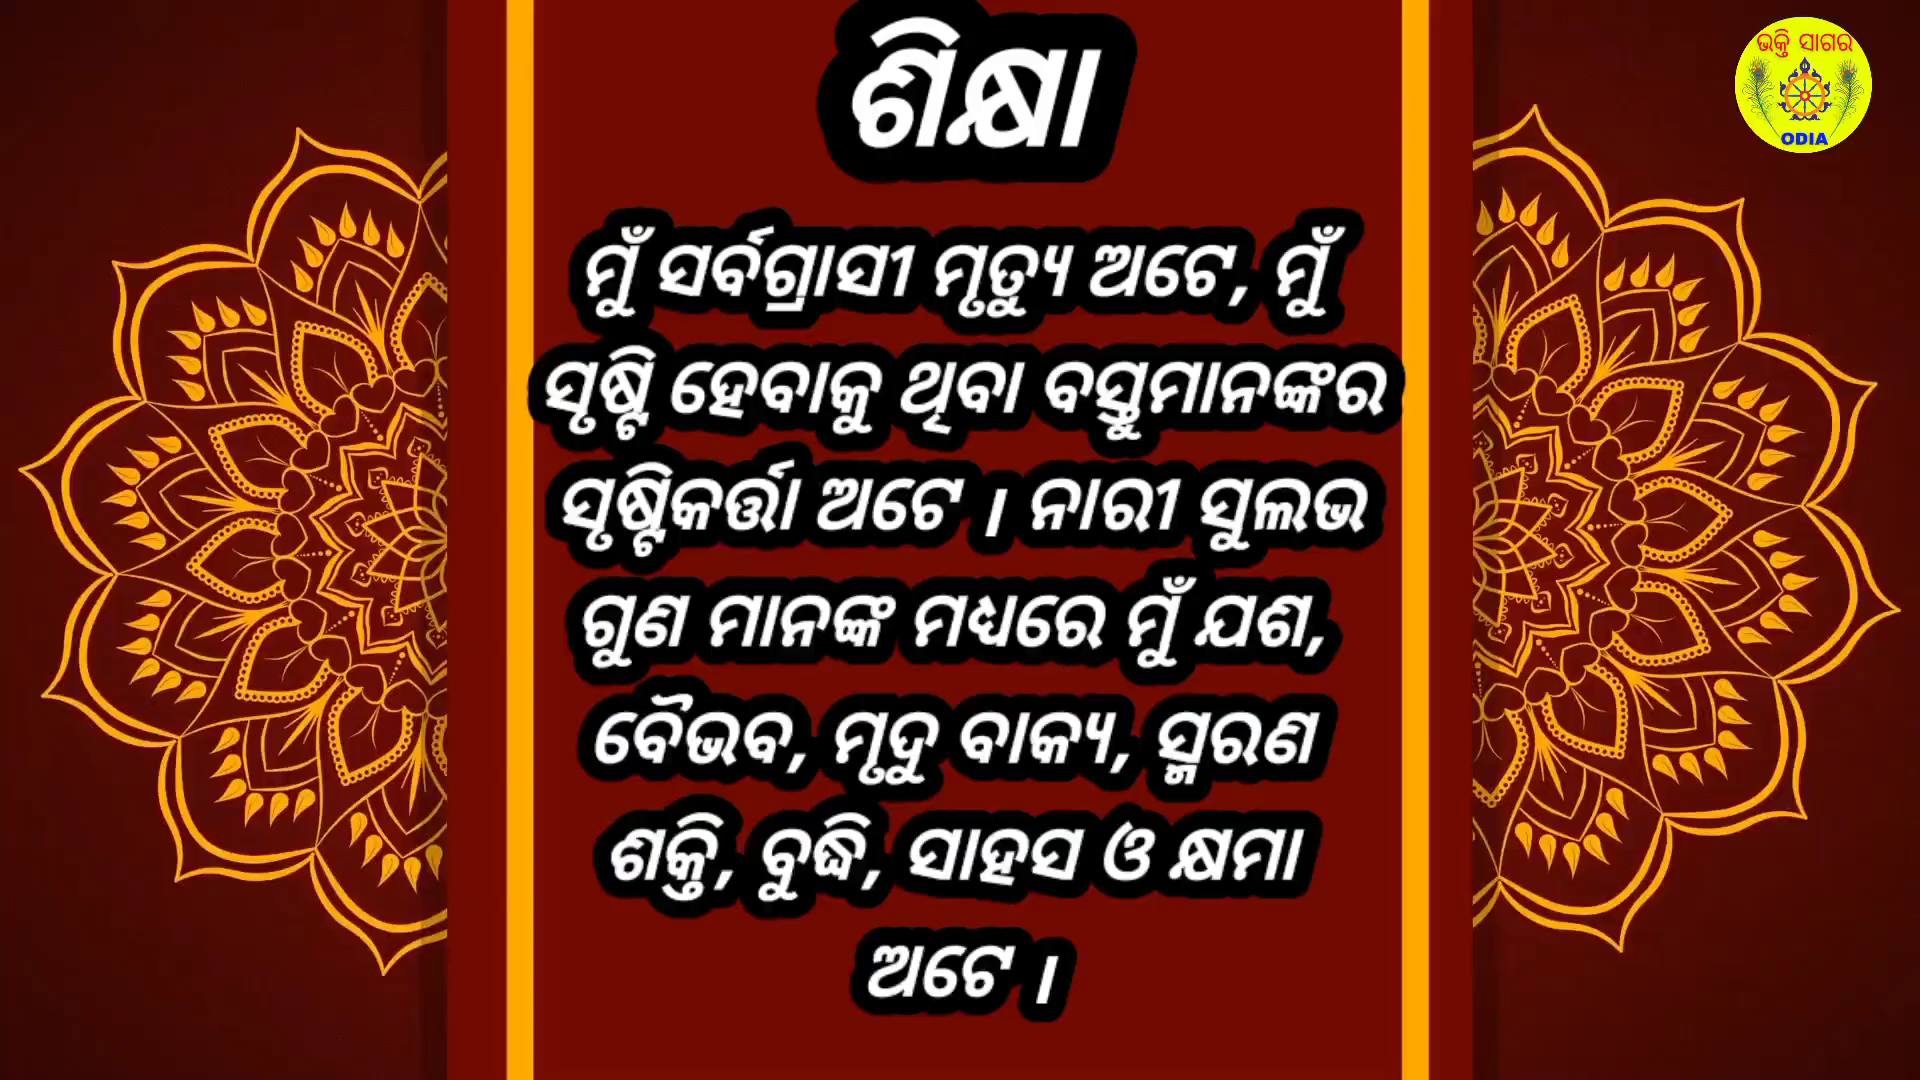 ଶିକ୍ଷା
ମୁଁ ସର୍ବଗ୍ରାସୀ ମୃତ୍ୟୁ ଅଟେ, ମୁଁ
ସୃଷ୍ଟି ହେବାକୁ ଥିବା ବସ୍ତୁମାନଙ୍କର
ସୃଷ୍ଟିକର୍ତ୍ତା ଅଟେ । ନାରୀ ସୁଲଭ
ଗୁଣ ମାନଙ୍କ ମଧ୍ୟରେ ମୁଁ ଯଶ,
ବୈଭବ, ମୃଦୁ ବାକ୍ୟ, ସ୍ମରଣ
ଶକ୍ତି, ବୁଦ୍ଧି, ସାହସ ଓ କ୍ଷମା
ଅଟେ ।
ଭକ୍ତି ସାଗର
ODIA